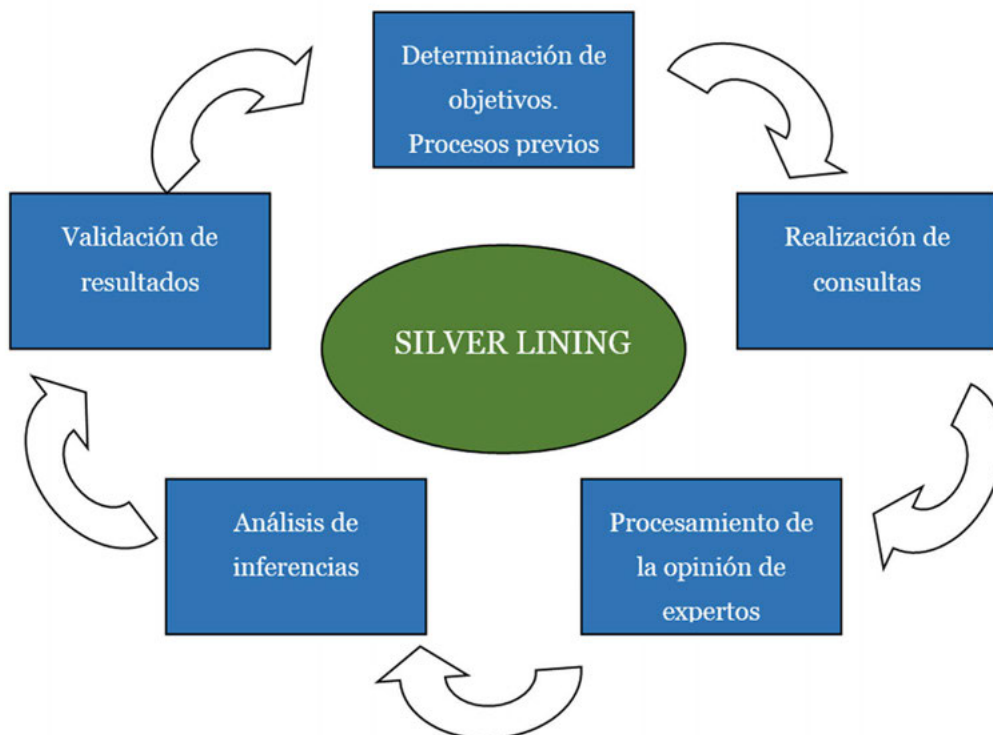 Determinación de
objetivos.
Procesos previos
Realización de
consultas
Procesamiento de
la opinión de
expertos
Análisis de
inferencias
Validación de
resultados
SILVER LINING